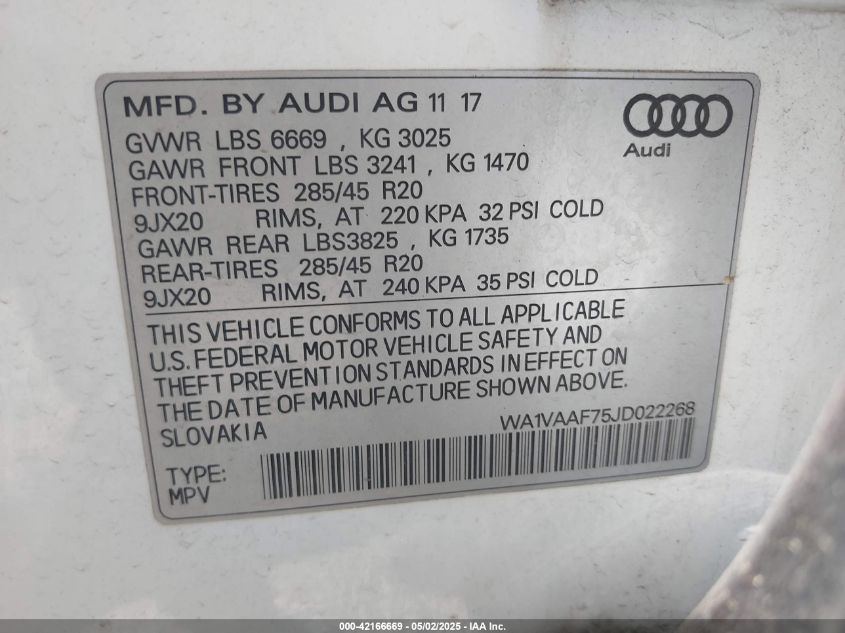 MFD. BY AUDI AG 11 17
Audi
GVWR LBS 6669 , KG 3025
GAWR FRONT LBS 3241 , KG 1470
FRONT-TIRES 285/45 R20
9JX20 RIMS, AT 220 KPA 32 PSI COLD
GAWR REAR LBS3825 , KG 1735
REAR-TIRES 285/45 R20
9JX20 RIMS, AT 240 KPA 35 PSI COLD
THIS VEHICLE CONFORMS TO ALL APPLICABLE
U.S. FEDERAL MOTOR VEHICLE SAFETY AND
THEFT PREVENTION STANDARDS IN EFFECT ON
THE DATE OF MANUFACTURE SHOWN ABOVE.
SLOVAKIA
WA1VAAF75JD022268
TYPE:
MPV
000-42166669 - 05/02/2025 - IAA Inc.